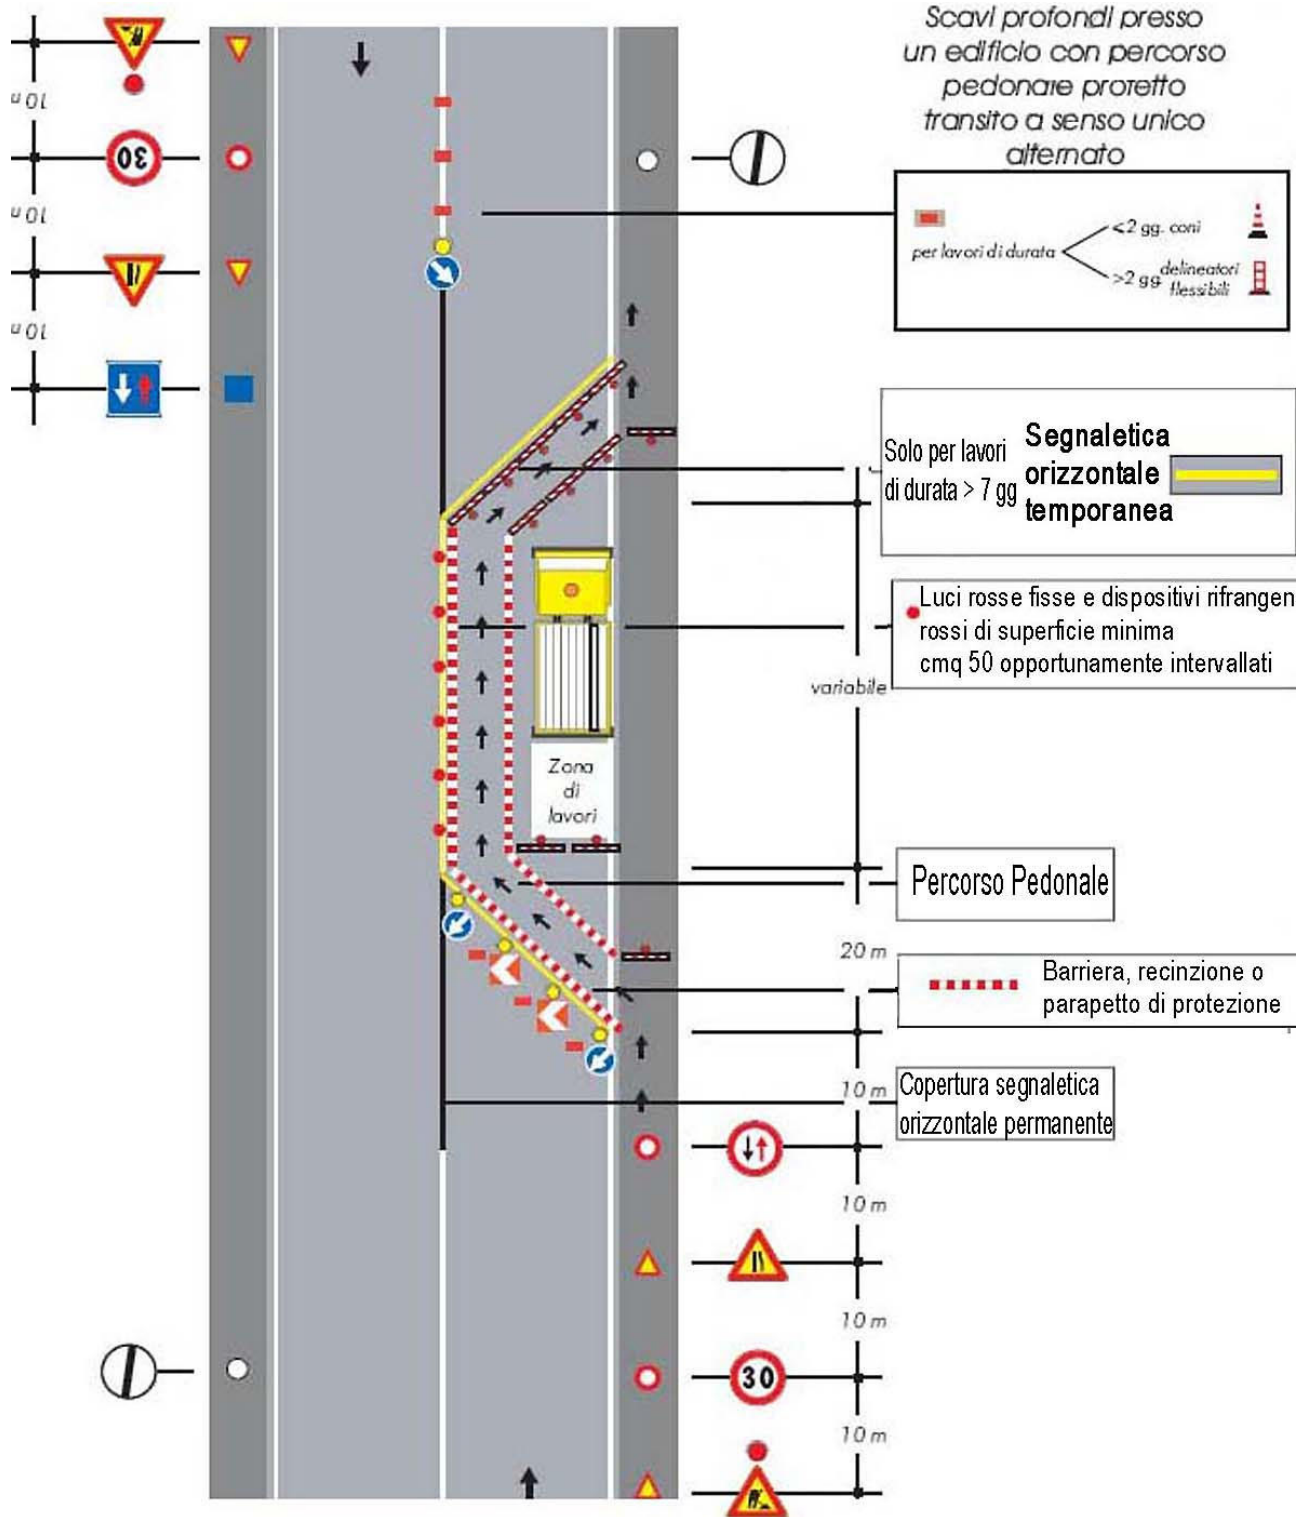 Scavi profondi presso
un edificio con percorso
pedonale protetto
transito a senso unico
alternato
10 m
30
10 m
10 m
per lavori di durata
<2 gg. coni
>2 gg delineatori
flessibili
Solo per lavori
di durata > 7 gg
Segnaletica
orizzontale
temporanea
Luci rosse fisse e dispositivi rifrangen
rossi di superficie minima
cmq 50 opportunamente intervallati
variabile
Zona
di
lavori
Percorso Pedonale
20 m
Barriera, recinzione o
parapetto di protezione
10 m
Copertura segnaletica
orizzontale permanente
10 m
10 m
30
10 m